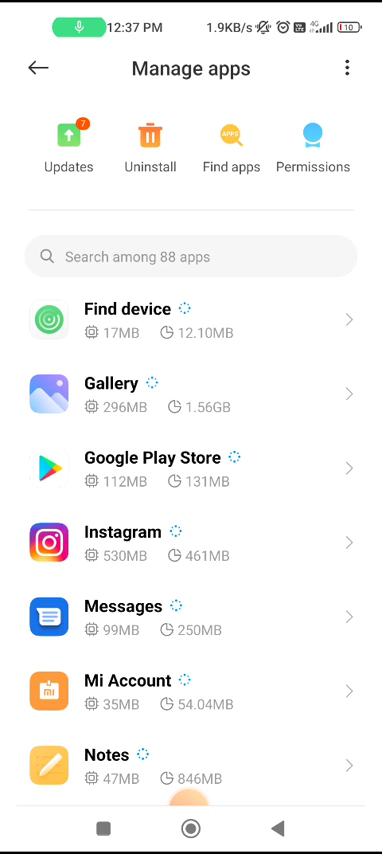 12:37 PM 1.9KB/s 4G 10
Manage apps
7
APPS
Updates Uninstall Find apps Permissions
Search among 88 apps
Find device
17MB 12.10MB
Gallery
296MB 1.56GB
Google Play Store
112MB 131MB
Instagram
530MB 461MB
Messages
99MB 250MB
Mi Account
35MB 54.04MB
Notes
47MB 846MB